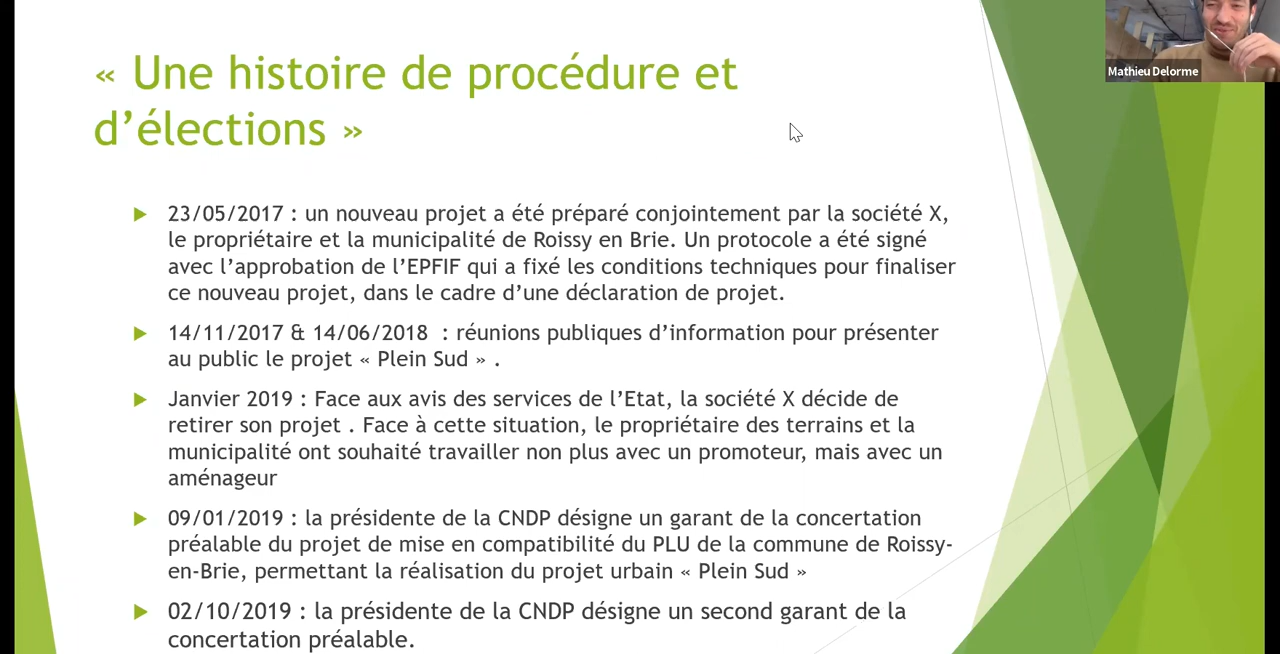 « Une histoire de procédure et
d’élections »
Mathieu Delorme
23/05/2017 : un nouveau projet a été préparé conjointement par la société X,
le propriétaire et la municipalité de Roissy en Brie. Un protocole a été signé
avec l’approbation de l’EPFIF qui a fixé les conditions techniques pour finaliser
ce nouveau projet, dans le cadre d’une déclaration de projet.
14/11/2017 & 14/06/2018  : réunions publiques d’information pour présenter
au public le projet « Plein Sud » .
Janvier 2019 : Face aux avis des services de l’Etat, la société X décide de
retirer son projet . Face à cette situation, le propriétaire des terrains et la
municipalité ont souhaité travailler non plus avec un promoteur, mais avec un
aménageur
09/01/2019 : la présidente de la CNDP désigne un garant de la concertation
préalable du projet de mise en compatibilité du PLU de la commune de Roissy-
en-Brie, permettant la réalisation du projet urbain « Plein Sud »
02/10/2019 : la présidente de la CNDP désigne un second garant de la
concertation préalable.